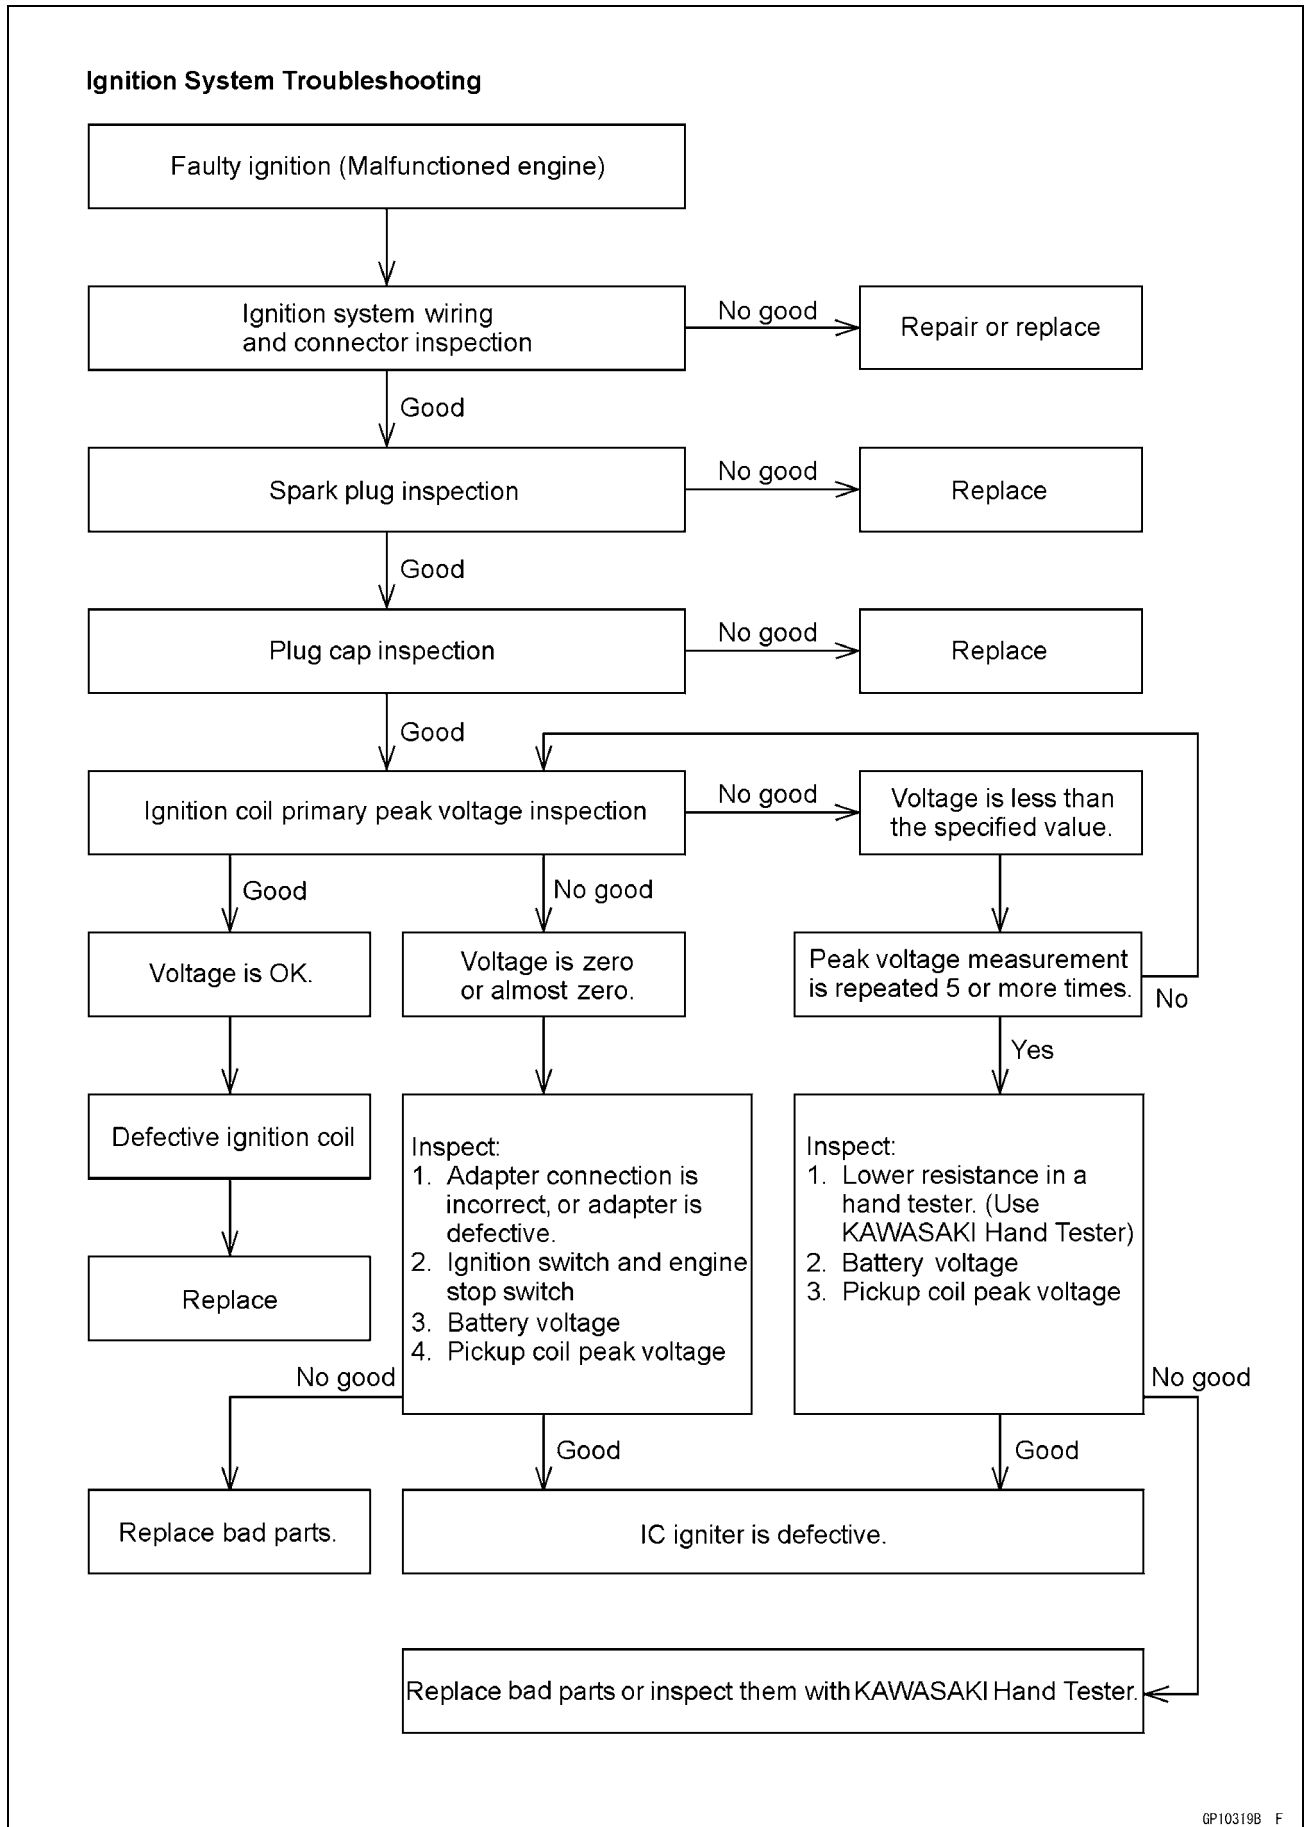 Ignition System Troubleshooting
Faulty ignition (Malfunctioned engine)
Ignition system wiring
and connector inspection
No good
Repair or replace
Good
Spark plug inspection
No good
Replace
Good
Plug cap inspection
No good
Replace
Good
Ignition coil primary peak voltage inspection
No good
Voltage is less than
the specified value.
Good
No good
Voltage is OK.
Voltage is zero
or almost zero.
Peak voltage measurement
is repeated 5 or more times.
No
Yes
Defective ignition coil
Replace
Inspect:
1. Adapter connection is
incorrect, or adapter is
defective.
2. Ignition switch and engine
stop switch
3. Battery voltage
4. Pickup coil peak voltage
Inspect:
1. Lower resistance in a
hand tester. (Use
KAWASAKI Hand Tester)
2. Battery voltage
3. Pickup coil peak voltage
No good
No good
Good
Good
Replace bad parts.
IC igniter is defective.
Replace bad parts or inspect them with KAWASAKI Hand Tester.
GP10319B F